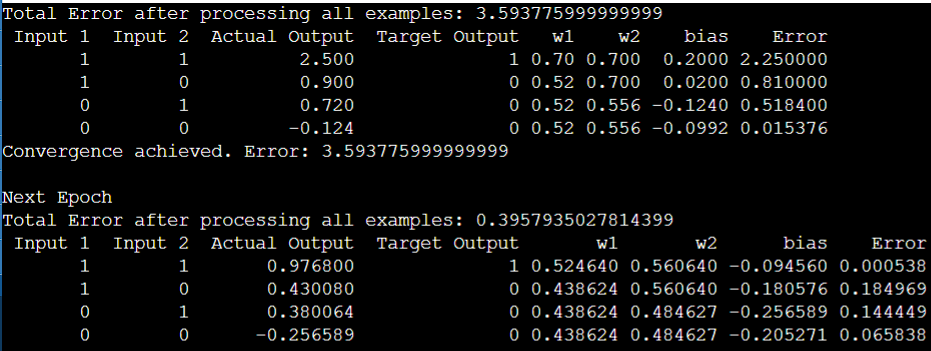 Total Error after processing all examples: 3.593775999999999
Input 1 Input 2 Actual Output Target Output w1 w2 bias Error
1 1 2.500 1 0.70 0.700 0.2000 2.250000
1 0 0.900 0 0.52 0.700 0.0200 0.810000
0 1 0.720 0 0.52 0.556 -0.1240 0.518400
0 0 -0.124 0 0.52 0.556 -0.0992 0.015376
Convergence achieved. Error: 3.593775999999999
Next Epoch
Total Error after processing all examples: 0.3957935027814399
Input 1 Input 2 Actual Output Target Output w1 w2 bias Error
1 1 0.976800 1 0.524640 0.560640 -0.094560 0.000538
1 0 0.430080 0 0.438624 0.560640 -0.180576 0.184969
0 1 0.380064 0 0.438624 0.484627 -0.256589 0.144449
0 0 -0.256589 0 0.438624 0.484627 -0.205271 0.065838